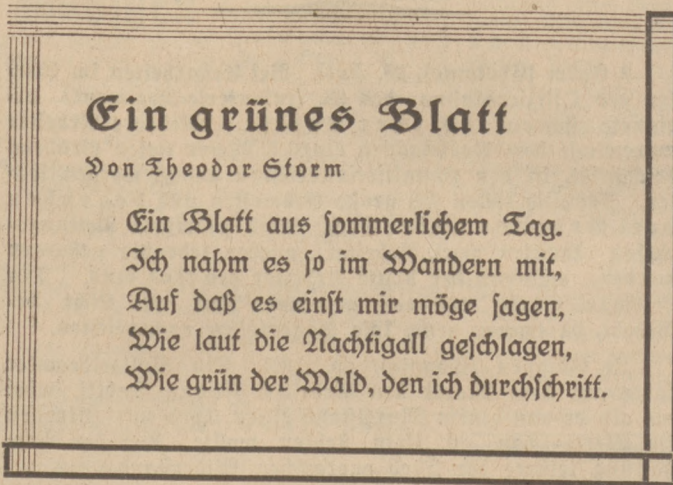 Ein grünes Blatt
Von Theodor Storm
Ein Blatt aus sommerlichem Tag.
Ich nahm es so im Wandern mit,
Auf daß es einst mir möge sagen,
Wie laut die Nachtigall geschlagen,
Wie grün der Wald, den ich durchschritt.